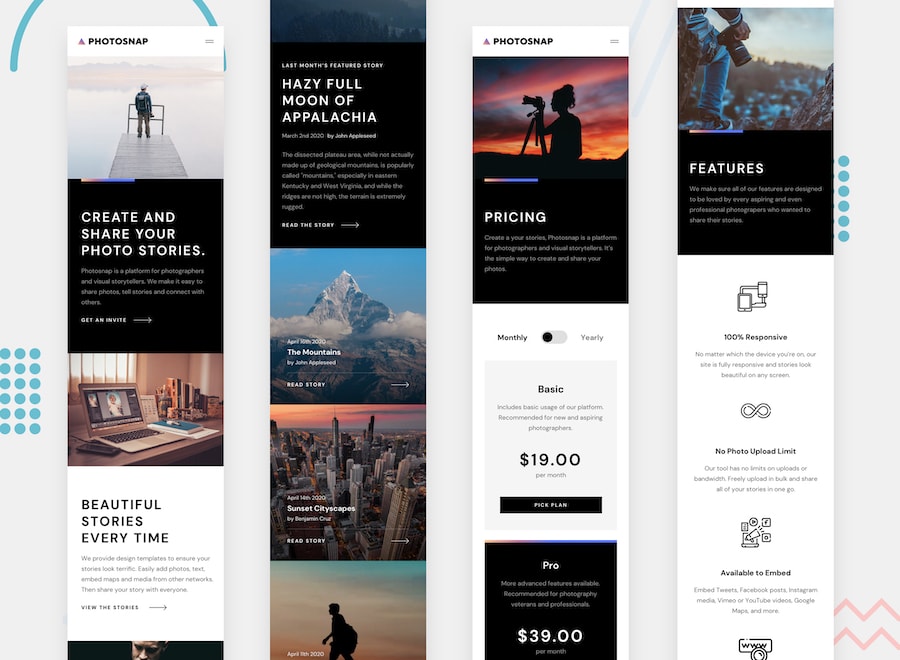 PHOTOSNAP
CREATE AND
SHARE YOUR
PHOTO STORIES.
Photosnap is a platform for photographers
and visual storytellers. We make it easy to
share photos, tell stories and connect with
others.
GET AN INVITE
BEAUTIFUL
STORIES
EVERY TIME
We provide design templates to ensure your
stories look terrific. Easily add photos, text,
embed maps and media from other networks.
Then share your story with everyone.
VIEW THE STORIES
LAST MONTH'S FEATURED STORY
HAZY FULL
MOON OF
APPALACHIA
March 2nd 2020 by John Appleseed
The dissected plateau area, while not actually
made up of geological mountains, is popularly
called "mountains," especially in eastern
Kentucky and West Virginia, and while the
ridges are not high, the terrain is extremely
rugged.
READ THE STORY
April 16th 2020
The Mountains
by John Appleseed
READ STORY
April 14th 2020
Sunset Cityscapes
by Benjamin Cruz
READ STORY
April 11th 2020
PHOTOSNAP
PRICING
Create a your stories, Photosnap is a platform
for photographers and visual storytellers. It's
the simple way to create and share your
photos.
Monthly Yearly
Basic
Includes basic usage of our platform.
Recommended for new and aspiring
photographers.
$19.00
per month
PICK PLAN
Pro
More advanced features available.
Recommended for photography
veterans and professionals.
$39.00
per month
FEATURES
We make sure all of our features are designed
to be loved by every aspiring and even
professional photograpers who wanted to
share their stories.
100% Responsive
No matter which the device you're on, our
site is fully responsive and stories look
beautiful on any screen.
No Photo Upload Limit
Our tool has no limits on uploads or
bandwidth. Freely upload in bulk and share
all of your stories in one go.
Available to Embed
Embed Tweets, Facebook posts, Instagram
media, Vimeo or YouTube videos, Google
Maps, and more.
WWW